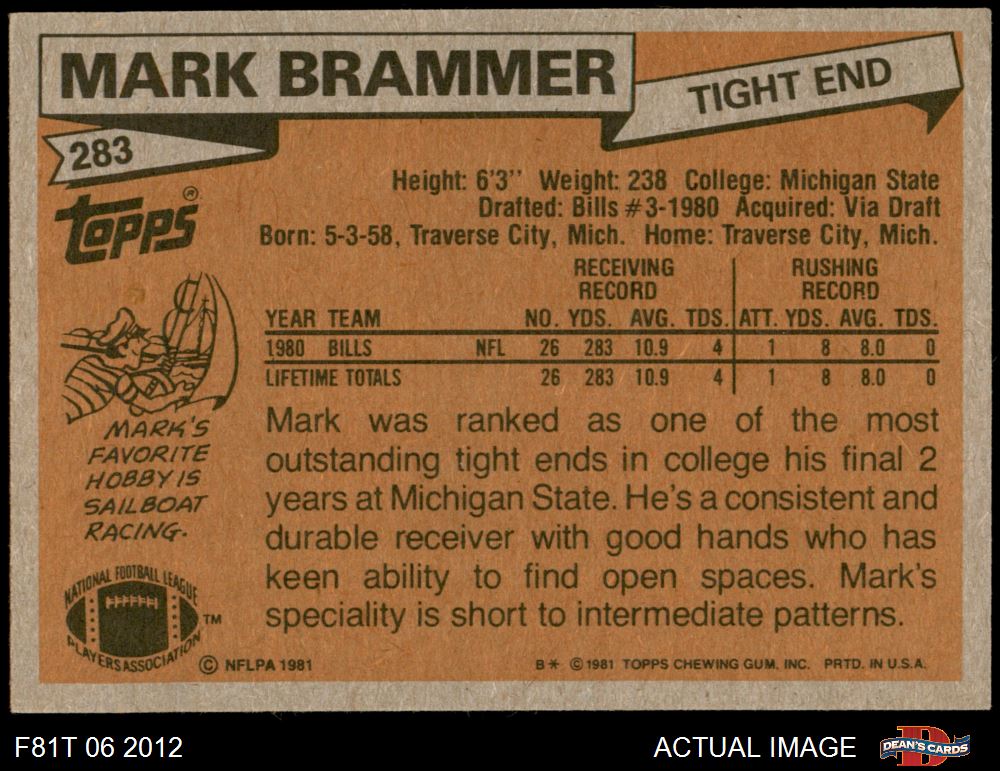 MARK BRAMMER
TIGHT END
283
TOPPS®
Height: 6'3'' Weight: 238 College: Michigan State
Drafted: Bills #3-1980 Acquired: Via Draft
Born: 5-3-58, Traverse City, Mich. Home: Traverse City, Mich.
RECEIVING RECORD RUSHING RECORD
YEAR TEAM NO. YDS. AVG. TDS. ATT. YDS. AVG. TDS.
1980 BILLS NFL 26 283 10.9 4 1 8 8.0 0
LIFETIME TOTALS 26 283 10.9 4 1 8 8.0 0
MARK'S
FAVORITE
HOBBY IS
SAILBOAT
RACING.
Mark was ranked as one of the most
outstanding tight ends in college his final 2
years at Michigan State. He's a consistent and
durable receiver with good hands who has
keen ability to find open spaces. Mark's
speciality is short to intermediate patterns.
NATIONAL FOOTBALL LEAGUE
PLAYERS ASSOCIATION
TM
© NFLPA 1981
B* © 1981 TOPPS CHEWING GUM, INC. PRTD. IN U.S.A.
F81T 06 2012
ACTUAL IMAGE
DEAN'S CARDS